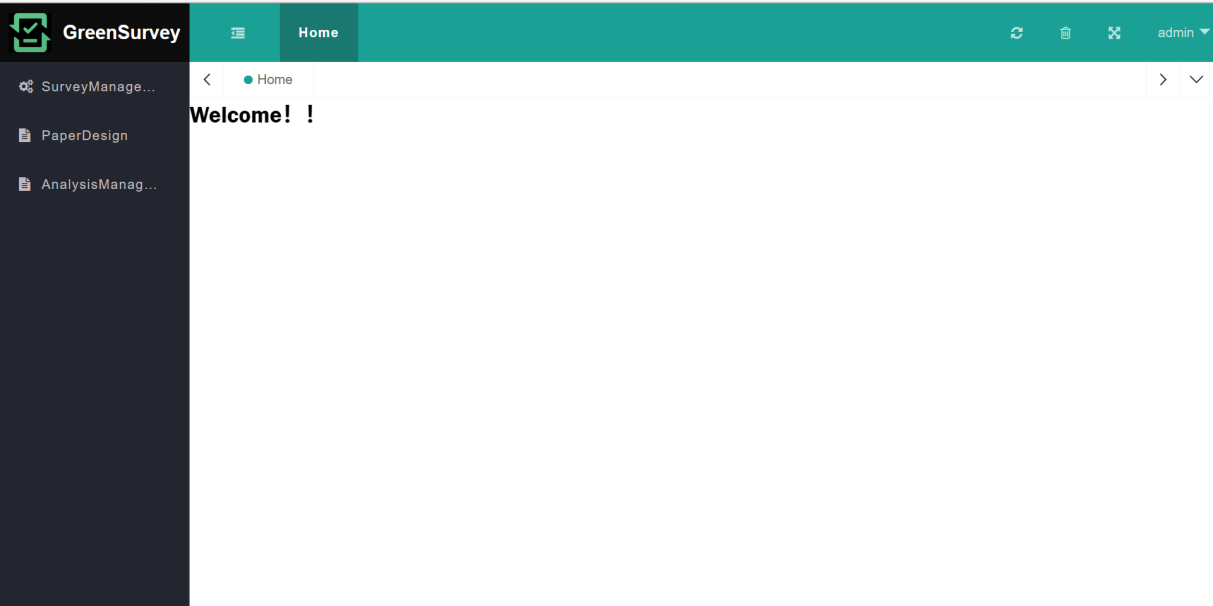 GreenSurvey
Home
admin
SurveyManage...
PaperDesign
AnalysisManag...
Home
Welcome！！